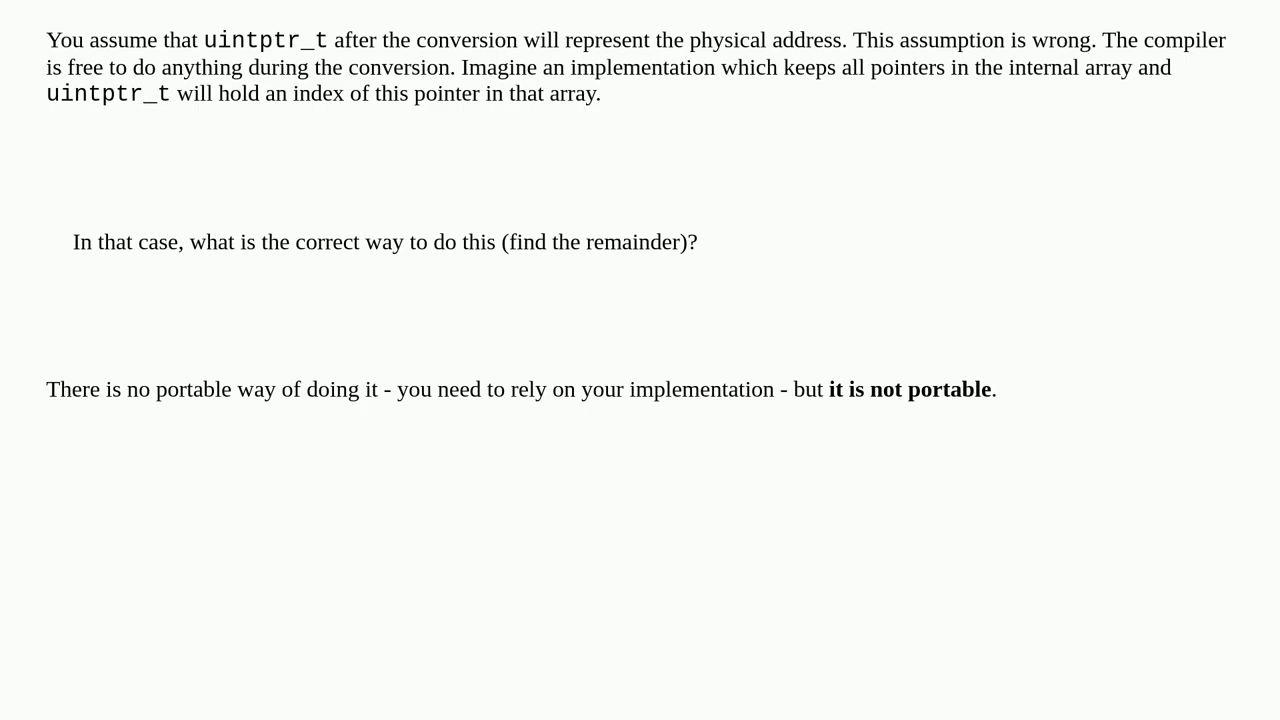 You assume that uintptr_t after the conversion will represent the physical address. This assumption is wrong. The compiler
is free to do anything during the conversion. Imagine an implementation which keeps all pointers in the internal array and
uintptr_t will hold an index of this pointer in that array.
In that case, what is the correct way to do this (find the remainder)?
There is no portable way of doing it - you need to rely on your implementation - but it is not portable.